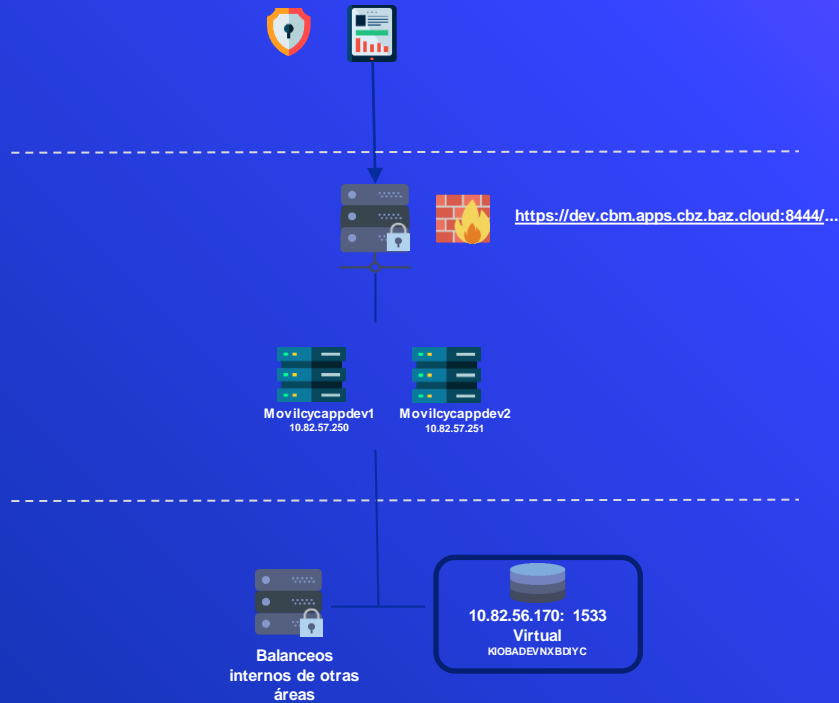 https://dev.cbm.apps.cbz.baz.cloud:8444/...
Movilcycappdev1
10.82.57.250
Movilcycappdev2
10.82.57.251
Balanceos
internos de otras
áreas
10.82.56.170: 1533
Virtual
KIOBADEVNXBDIYC